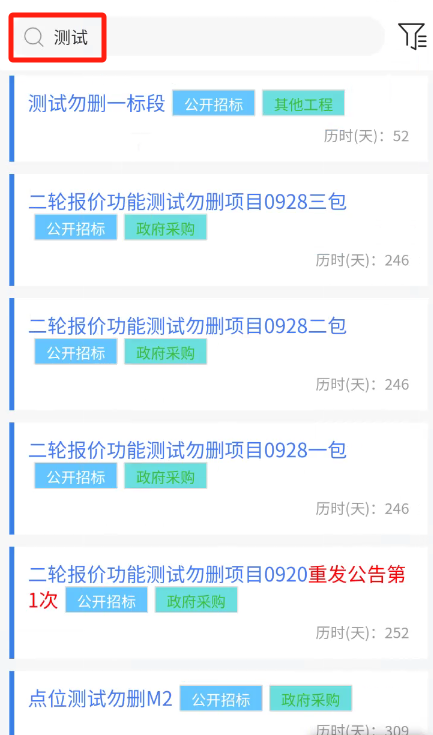 测试
测试勿删一标段 公开招标 其他工程
历时(天)：52
二轮报价功能测试勿删项目0928三包
公开招标 政府采购
历时(天)：246
二轮报价功能测试勿删项目0928二包
公开招标 政府采购
历时(天)：246
二轮报价功能测试勿删项目0928一包
公开招标 政府采购
历时(天)：246
二轮报价功能测试勿删项目0920重发公告第
1次 公开招标 政府采购
历时(天)：252
点位测试勿删M2 公开招标 政府采购
历时(天)：309